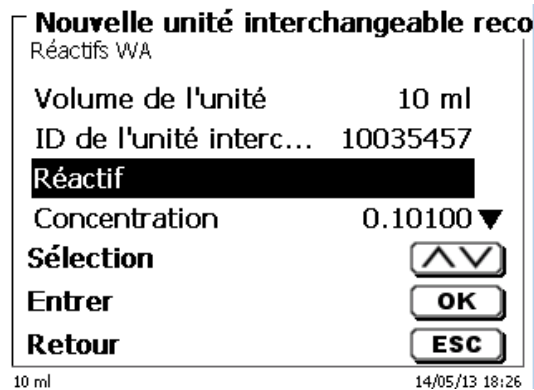 Nouvelle unité interchangeable reco
Réactifs WA
Volume de l'unité 10 ml
ID de l'unité interc... 10035457
Réactif
Concentration 0.10100 ▼
Sélection
Entrer OK
Retour ESC
10 ml 14/05/13 18:26